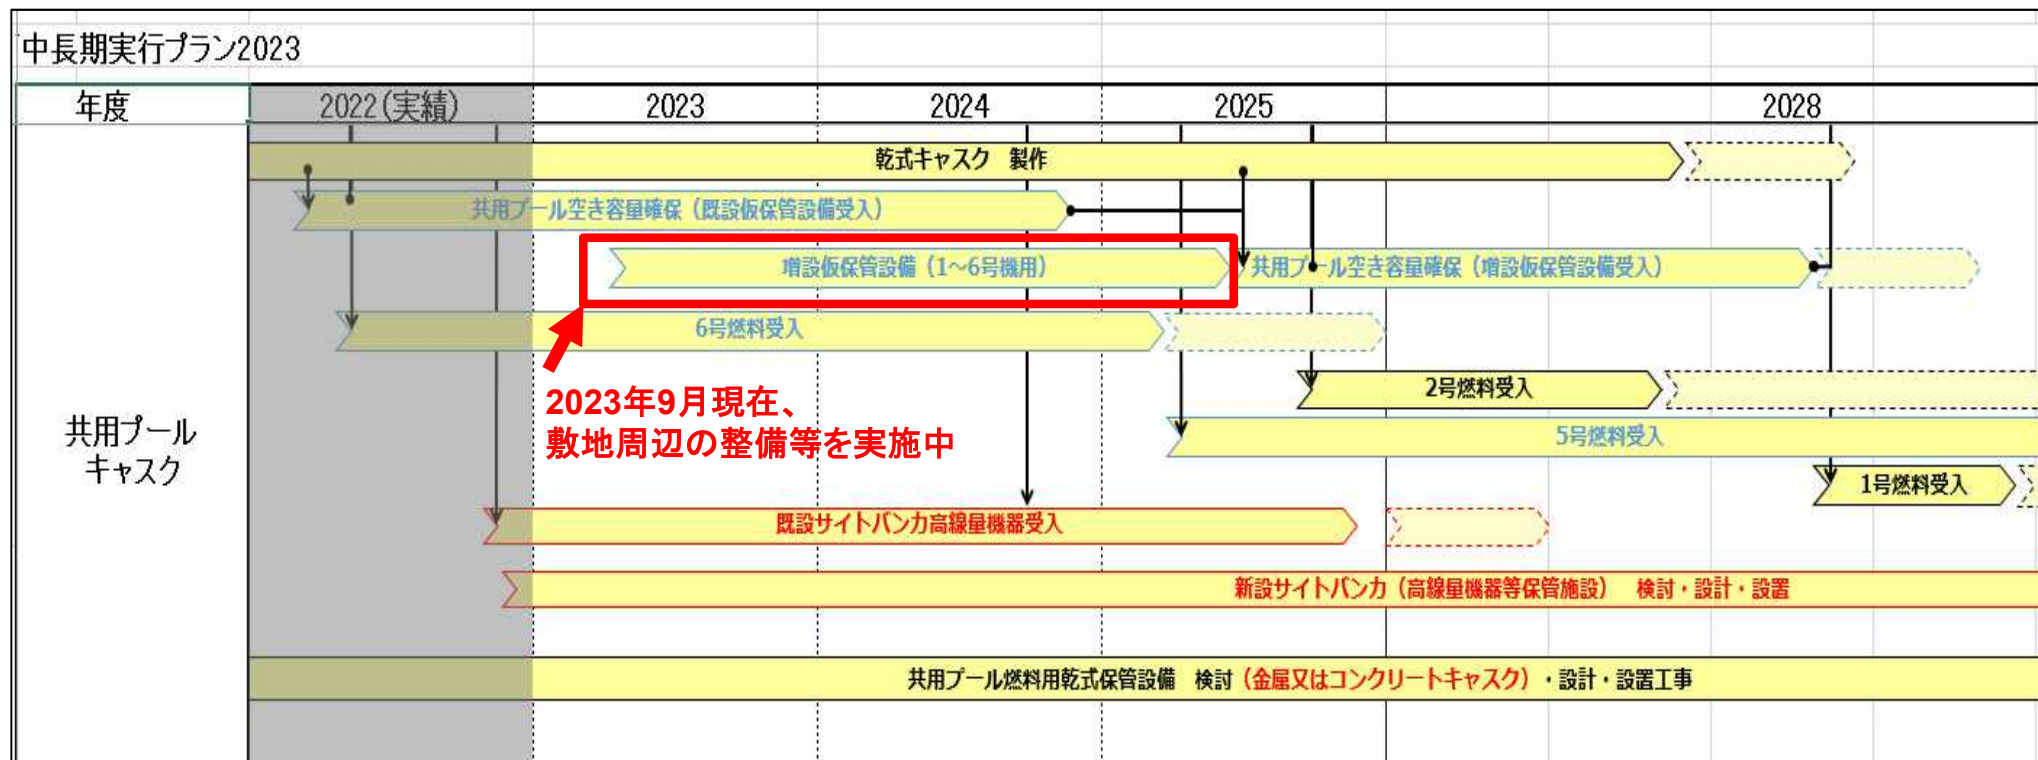 中長期実行プラン2023
年度
2022(実績)
2023
2024
2025
2028
乾式キャスク 製作
共用プール空き容量確保（既設仮保管設備受入）
増設仮保管設備（1～6号機用）
共用プール空き容量確保（増設仮保管設備受入）
6号燃料受入
2023年9月現在、
敷地周辺の整備等を実施中
2号燃料受入
5号燃料受入
共用プール
キャスク
1号燃料受入
既設サイトバンカ高線量機器受入
新設サイトバンカ（高線量機器等保管施設） 検討・設計・設置
共用プール燃料用乾式保管設備 検討（金属又はコンクリートキャスク）・設計・設置工事